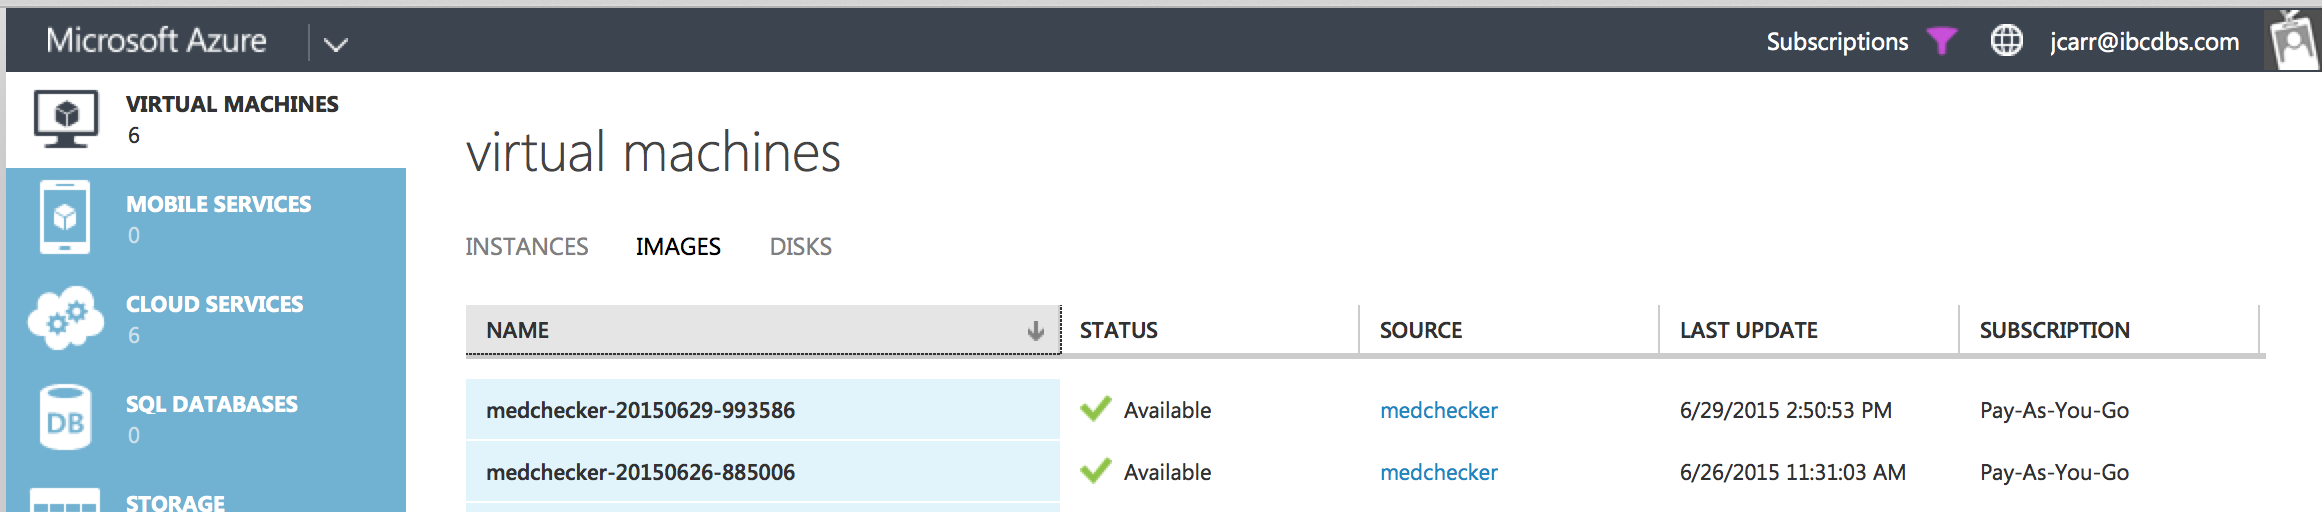 Microsoft Azure
Subscriptions jcarr@ibcdbs.com
VIRTUAL MACHINES
6
MOBILE SERVICES
0
CLOUD SERVICES
6
SQL DATABASES
DB
0
STORAGE
virtual machines
INSTANCES IMAGES DISKS
NAME STATUS SOURCE LAST UPDATE SUBSCRIPTION
medchecker-20150629-993586 Available medchecker 6/29/2015 2:50:53 PM Pay-As-You-Go
medchecker-20150626-885006 Available medchecker 6/26/2015 11:31:03 AM Pay-As-You-Go